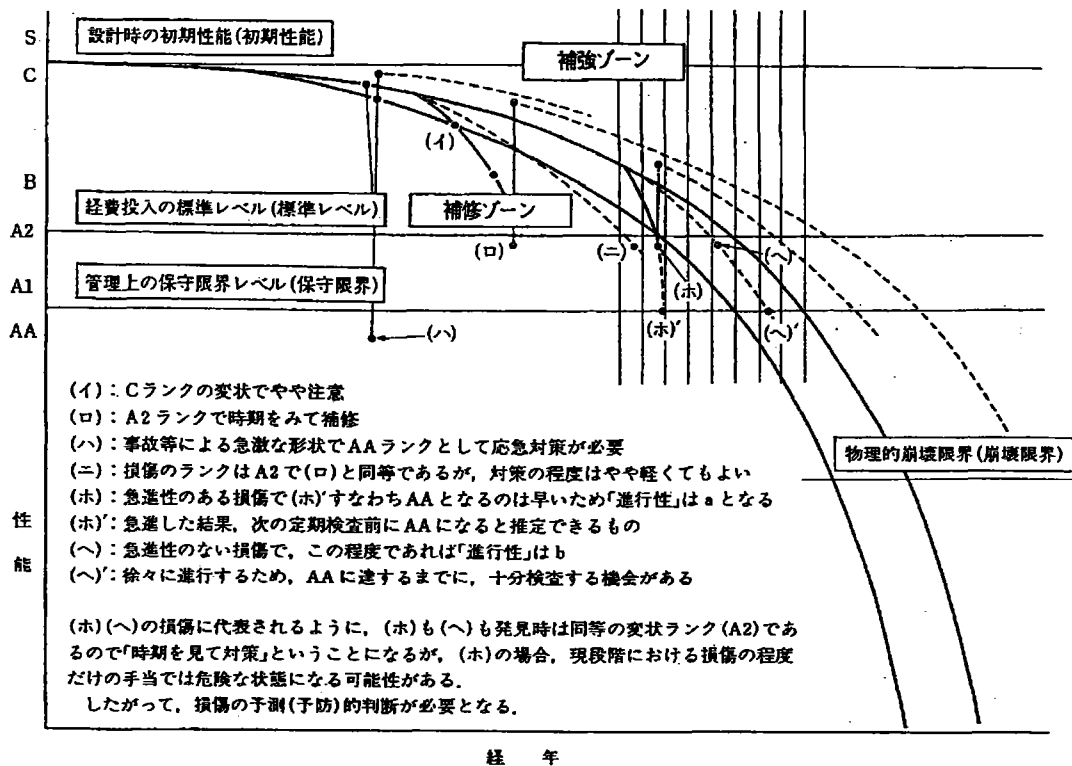 S
設計時の初期性能(初期性能)
C
補強ゾーン
(イ)
B
経費投入の標準レベル(標準レベル)
補修ゾーン
A2
(ロ)
(ニ)
(ヘ)
A1
管理上の保守限界レベル(保守限界)
(ホ)
AA
(ハ)
(ホ)′
(ヘ)′
(イ)：Cランクの変状でやや注意
(ロ)：A2ランクで時期をみて補修
(ハ)：事故等による急激な形状でAAランクとして応急対策が必要
(ニ)：損傷のランクはA2で(ロ)と同等であるが，対策の程度はやや軽くてもよい
(ホ)：急進性のある損傷で(ホ)′すなわちAAとなるのは早いため「進行性」はaとなる
(ホ)′：急進した結果，次の定期検査前にAAになると推定できるもの
(ヘ)：急進性のない損傷で，この程度であれば「進行性」はb
(ヘ)′：徐々に進行するため，AAに達するまでに，十分検査する機会がある
物理的崩壊限界(崩壊限界)
(ホ)(ヘ)の損傷に代表されるように，(ホ)も(ヘ)も発見時は同等の変状ランク(A2)であ
るので「時期を見て対策」ということになるが，(ホ)の場合，現段階における損傷の程度
だけの手当では危険な状態になる可能性がある．
したがって，損傷の予測(予防)的判断が必要となる．
性能
経年